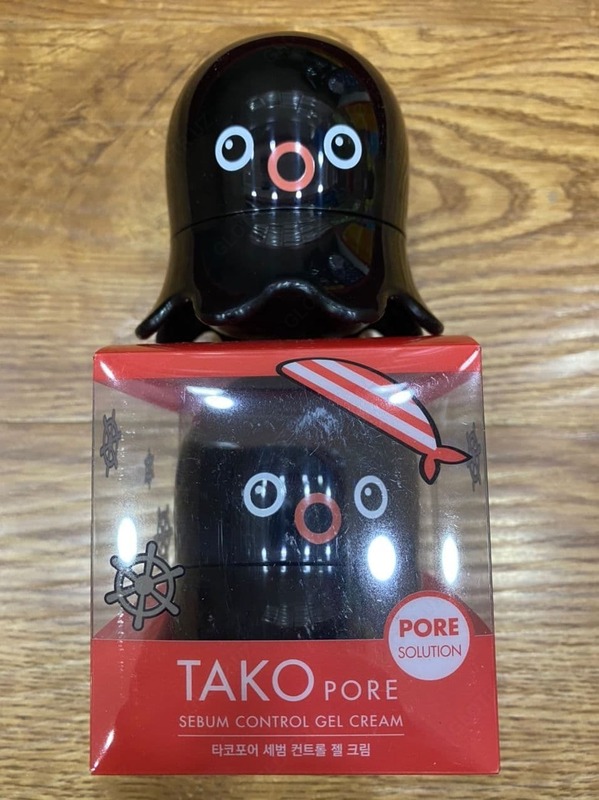 PORE
SOLUTION
TAKO PORE
SEBUM CONTROL GEL CREAM
타코포어 세범 컨트롤 젤 크림